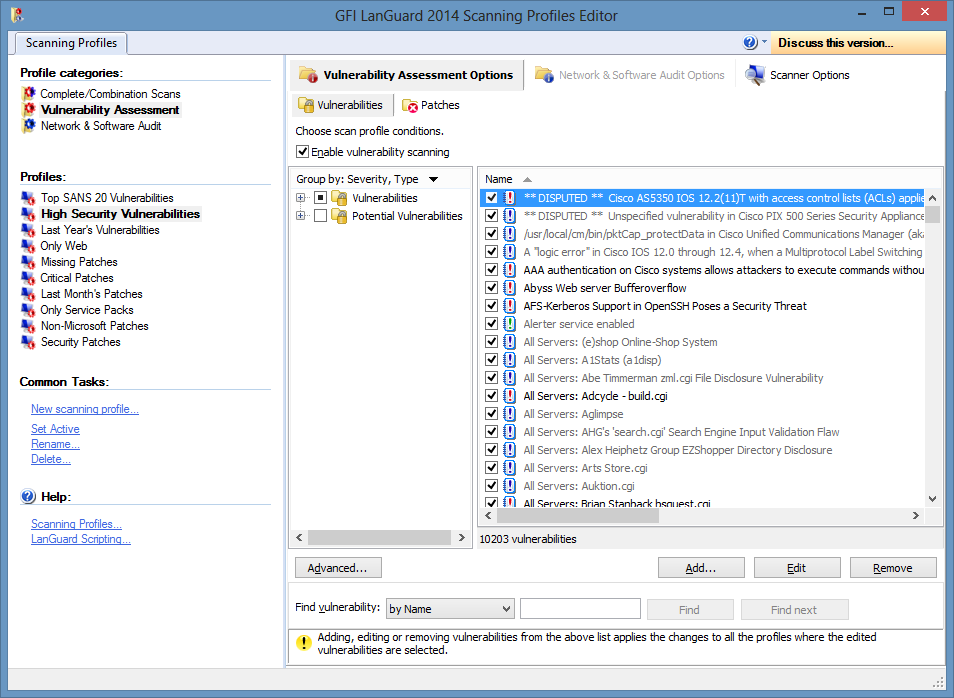 GFI LanGuard 2014 Scanning Profiles Editor
Scanning Profiles
Discuss this version...
Profile categories:
Complete/Combination Scans
Vulnerability Assessment
Network & Software Audit
Profiles:
Top SANS 20 Vulnerabilities
High Security Vulnerabilities
Last Year's Vulnerabilities
Only Web
Missing Patches
Critical Patches
Last Month's Patches
Only Service Packs
Non-Microsoft Patches
Security Patches
Common Tasks:
New scanning profile...
Set Active
Rename...
Delete...
Help:
Scanning Profiles...
LanGuard Scripting...
Vulnerability Assessment Options
Network & Software Audit Options
Scanner Options
Vulnerabilities
Patches
Choose scan profile conditions.
Enable vulnerability scanning
Group by: Severity, Type
Vulnerabilities
Potential Vulnerabilities
Name
** DISPUTED ** Cisco AS5350 IOS 12.2(11)T with access control lists (ACLs) applie
** DISPUTED ** Unspecified vulnerability in Cisco PIX 500 Series Security Appliance
/usr/local/cm/bin/pktCap_protectData in Cisco Unified Communications Manager (aka
A "logic error" in Cisco IOS 12.0 through 12.4, when a Multiprotocol Label Switching
AAA authentication on Cisco systems allows attackers to execute commands withou
Abyss Web server Bufferoverflow
AFS-Kerberos Support in OpenSSH Poses a Security Threat
Alerter service enabled
All Servers: (e)shop Online-Shop System
All Servers: A1Stats (a1disp)
All Servers: Abe Timmerman zml.cgi File Disclosure Vulnerability
All Servers: Adcycle - build.cgi
All Servers: Aglimpse
All Servers: AHG's 'search.cgi' Search Engine Input Validation Flaw
All Servers: Alex Heiphetz Group EZShopper Directory Disclosure
All Servers: Arts Store.cgi
All Servers: Auktion.cgi
All Servers: Brian Stanback bsguest.cgi
10203 vulnerabilities
Advanced...
Add...
Edit
Remove
Find vulnerability:
by Name
Find
Find next
Adding, editing or removing vulnerabilities from the above list applies the changes to all the profiles where the edited
vulnerabilities are selected.